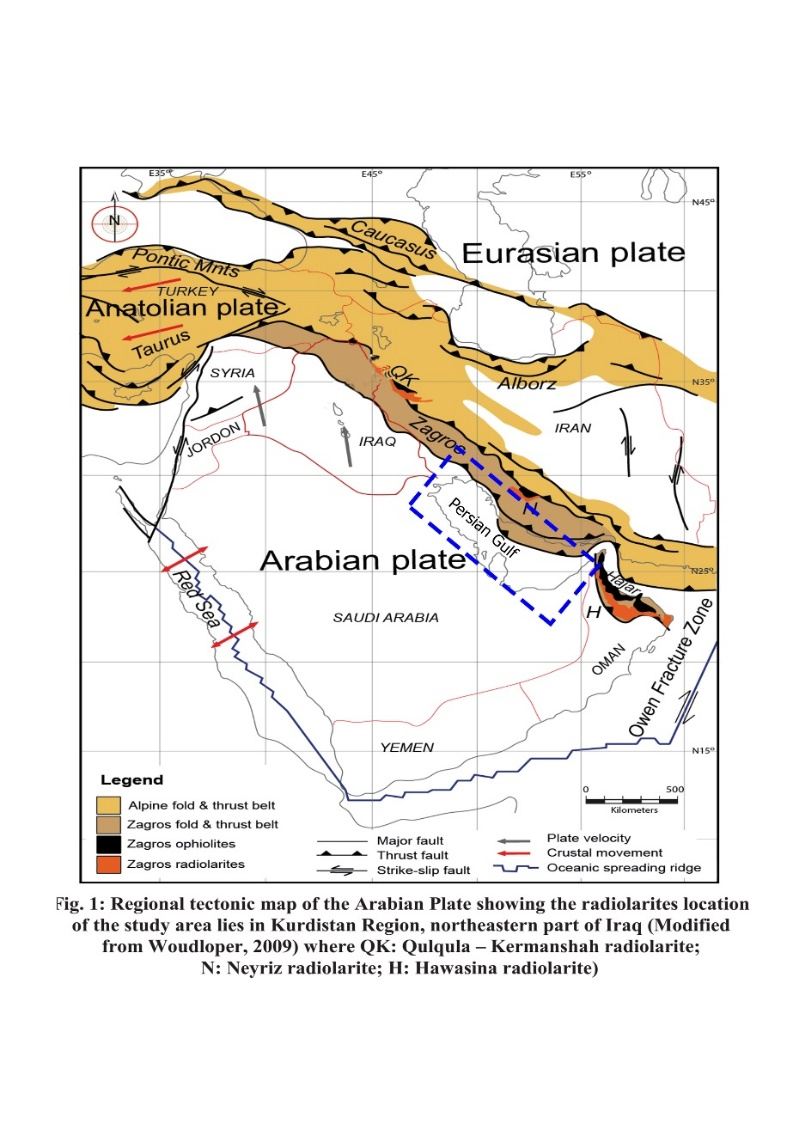 E35°
E45°
E55°
N45°
N
Caucasus
Eurasian plate
Pontic Mnts
TURKEY
Anatolian plate
Taurus
SYRIA
QK
Alborz
N35°
JORDON
IRAQ
Zagros
IRAN
N
Persian Gulf
Arabian plate
N25°
Red Sea
Hajar
SAUDI ARABIA
H
OMAN
Owen Fracture Zone
YEMEN
N15°
Legend
Alpine fold & thrust belt
Zagros fold & thrust belt
Zagros ophiolites
Zagros radiolarites
Major fault
Thrust fault
Strike-slip fault
0 500
Kilometers
Plate velocity
Crustal movement
Oceanic spreading ridge
Fig. 1: Regional tectonic map of the Arabian Plate showing the radiolarites location
of the study area lies in Kurdistan Region, northeastern part of Iraq (Modified
from Woudloper, 2009) where QK: Qulqula – Kermanshah radiolarite;
N: Neyriz radiolarite; H: Hawasina radiolarite)